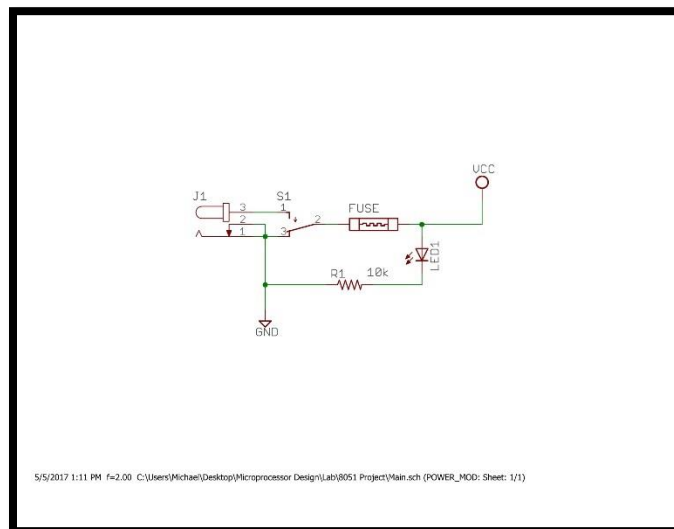 VCC
J1
S1
3
1
2
2
FUSE
1
3
LED1
R1
10k
GND
5/5/2017 1:11 PM f=2.00 C:\Users\Michael\Desktop\Microprocessor Design\Lab\8051 Project\Main.sch (POWER_MOD: Sheet: 1/1)